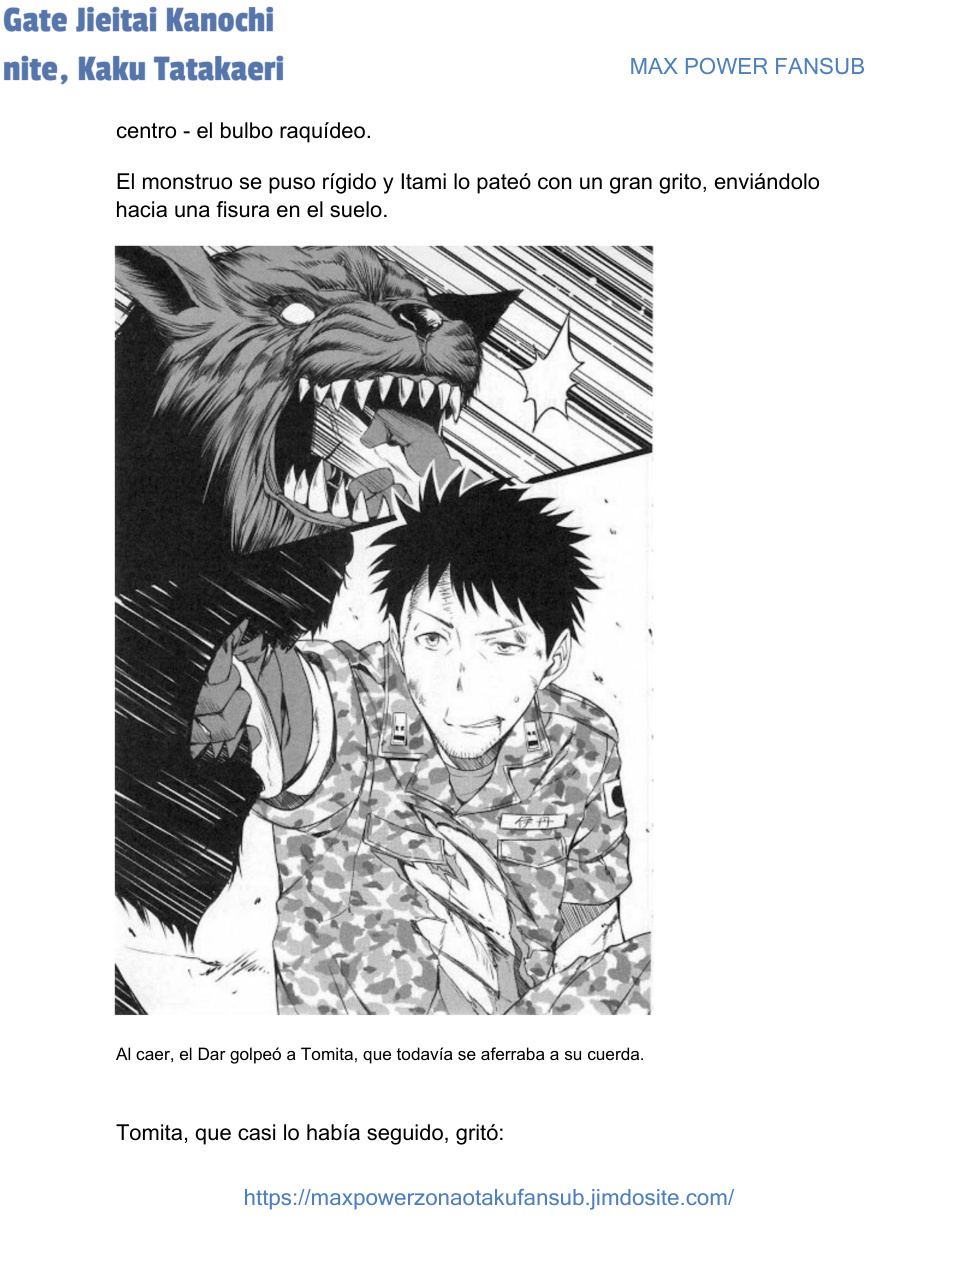 Gate Jieitai Kanochi
nite, Kaku Tatakaeri
MAX POWER FANSUB
centro - el bulbo raquídeo.
El monstruo se puso rígido y Itami lo pateó con un gran grito, enviándolo
hacia una fisura en el suelo.
伊丹
Al caer, el Dar golpeó a Tomita, que todavía se aferraba a su cuerda.
Tomita, que casi lo había seguido, gritó:
https://maxpowerzonaotakufansub.jimdosite.com/